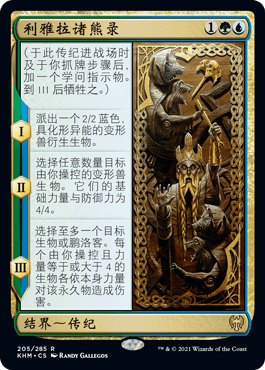 利雅拉诸熊录
1
（于此传纪进战场时
及于你抓牌步骤后，
加一个学问指示物。
到 III 后牺牲之。）
I
派出一个 2/2 蓝色，
具化形异能的变形
兽衍生生物。
II
选择任意数量目标
由你操控的变形兽
生物。它们的基
础力量与防御力为
4/4。
III
选择至多一个目标
生物或鹏洛客。每
个由你操控且力
量等于或大于 4 的
生物各依本身力量
对该永久物造成伤
害。
结界～传纪
205/285 R
KHM • CS RANDY GALLEGOS
™ & © 2021 Wizards of the Coast